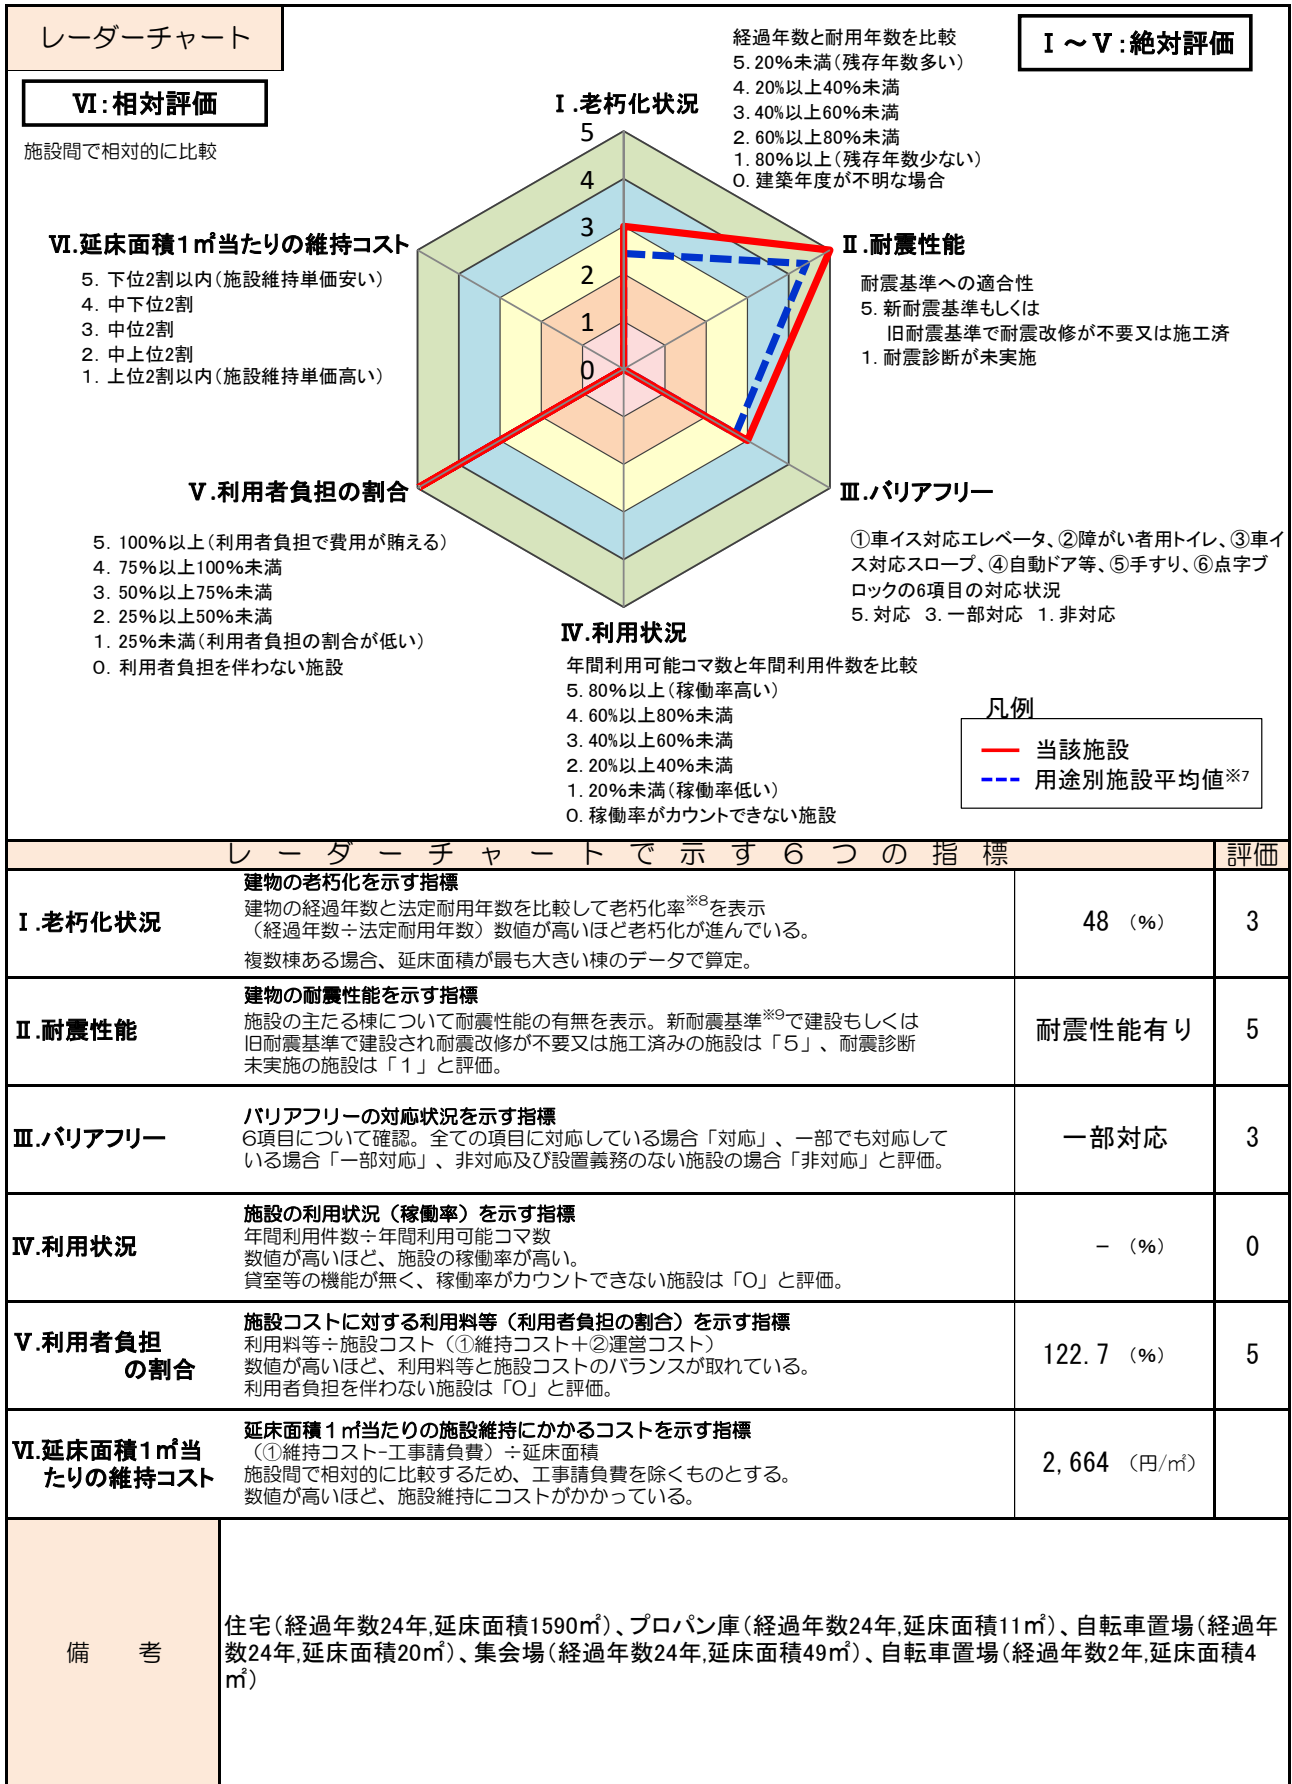 レーダーチャート
Ⅰ～Ⅴ:絶対評価
Ⅵ:相対評価
施設間で相対的に比較
Ⅰ.老朽化状況
経過年数と耐用年数を比較
5.20%未満(残存年数多い)
4.20%以上40%未満
3.40%以上60%未満
2.60%以上80%未満
1.80%以上(残存年数少ない)
0.建築年度が不明な場合
5
4
3
2
1
0
Ⅵ.延床面積1㎡当たりの維持コスト
5.下位2割以内(施設維持単価安い)
4.中下位2割
3.中位2割
2.中上位2割
1.上位2割以内(施設維持単価高い)
Ⅱ.耐震性能
耐震基準への適合性
5.新耐震基準もしくは
旧耐震基準で耐震改修が不要又は施工済
1.耐震診断が未実施
Ⅴ.利用者負担の割合
5.100%以上(利用者負担で費用が賄える)
4.75%以上100%未満
3.50%以上75%未満
2.25%以上50%未満
1.25%未満(利用者負担の割合が低い)
0.利用者負担を伴わない施設
Ⅲ.バリアフリー
①車イス対応エレベータ、②障がい者用トイレ、③車イ
ス対応スロープ、④自動ドア等、⑤手すり、⑥点字ブ
ロックの6項目の対応状況
5.対応 3.一部対応 1.非対応
Ⅳ.利用状況
年間利用可能コマ数と年間利用件数を比較
5.80%以上(稼働率高い)
4.60%以上80%未満
3.40%以上60%未満
2.20%以上40%未満
1.20%未満(稼働率低い)
0.稼働率がカウントできない施設
凡例
当該施設
用途別施設平均値※7
レーダーチャートで示す6つの指標 評価
Ⅰ.老朽化状況
建物の老朽化を示す指標
建物の経過年数と法定耐用年数を比較して老朽化率※8を表示
(経過年数÷法定耐用年数)数値が高いほど老朽化が進んでいる。
複数棟ある場合、延床面積が最も大きい棟のデータで算定。
48 (%) 3
Ⅱ.耐震性能
建物の耐震性能を示す指標
施設の主たる棟について耐震性能の有無を表示。新耐震基準※9で建設もしくは
旧耐震基準で建設され耐震改修が不要又は施工済みの施設は「5」、耐震診断
未実施の施設は「1」と評価。
耐震性能有り 5
Ⅲ.バリアフリー
バリアフリーの対応状況を示す指標
6項目について確認。全ての項目に対応している場合「対応」、一部でも対応して
いる場合「一部対応」、非対応及び設置義務のない施設の場合「非対応」と評価。
一部対応 3
Ⅳ.利用状況
施設の利用状況(稼働率)を示す指標
年間利用件数÷年間利用可能コマ数
数値が高いほど、施設の稼働率が高い。
貸室等の機能が無く、稼働率がカウントできない施設は「0」と評価。
- (%) 0
Ⅴ.利用者負担
の割合
施設コストに対する利用料等(利用者負担の割合)を示す指標
利用料等÷施設コスト(①維持コスト+②運営コスト)
数値が高いほど、利用料等と施設コストのバランスが取れている。
利用者負担を伴わない施設は「0」と評価。
122.7 (%) 5
Ⅵ.延床面積1㎡当
たりの維持コスト
延床面積1㎡当たりの施設維持にかかるコストを示す指標
(①維持コスト-工事請負費)÷延床面積
施設間で相対的に比較するため、工事請負費を除くものとする。
数値が高いほど、施設維持にコストがかかっている。
2,664 (円/㎡)
備 考
住宅(経過年数24年,延床面積1590㎡)、プロパン庫(経過年数24年,延床面積11㎡)、自転車置場(経過年
数24年,延床面積20㎡)、集会場(経過年数24年,延床面積49㎡)、自転車置場(経過年数2年,延床面積4
㎡)